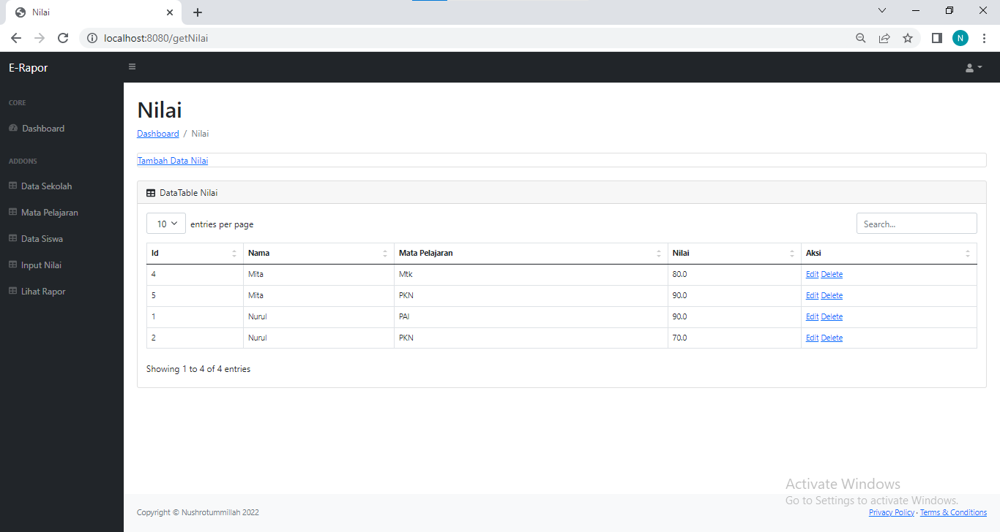 Nilai
localhost:8080/getNilai
N
E-Rapor
CORE
Dashboard
ADDONS
Data Sekolah
Mata Pelajaran
Data Siswa
Input Nilai
Lihat Rapor
Nilai
Dashboard / Nilai
Tambah Data Nilai
DataTable Nilai
10 entries per page
Search...
Id Nama Mata Pelajaran Nilai Aksi
4 Mita Mtk 80.0 Edit Delete
5 Mita PKN 90.0 Edit Delete
1 Nurul PAI 90.0 Edit Delete
2 Nurul PKN 70.0 Edit Delete
Showing 1 to 4 of 4 entries
Activate Windows
Go to Settings to activate Windows.
Copyright © Nushrotummillah 2022
Privacy Policy · Terms & Conditions